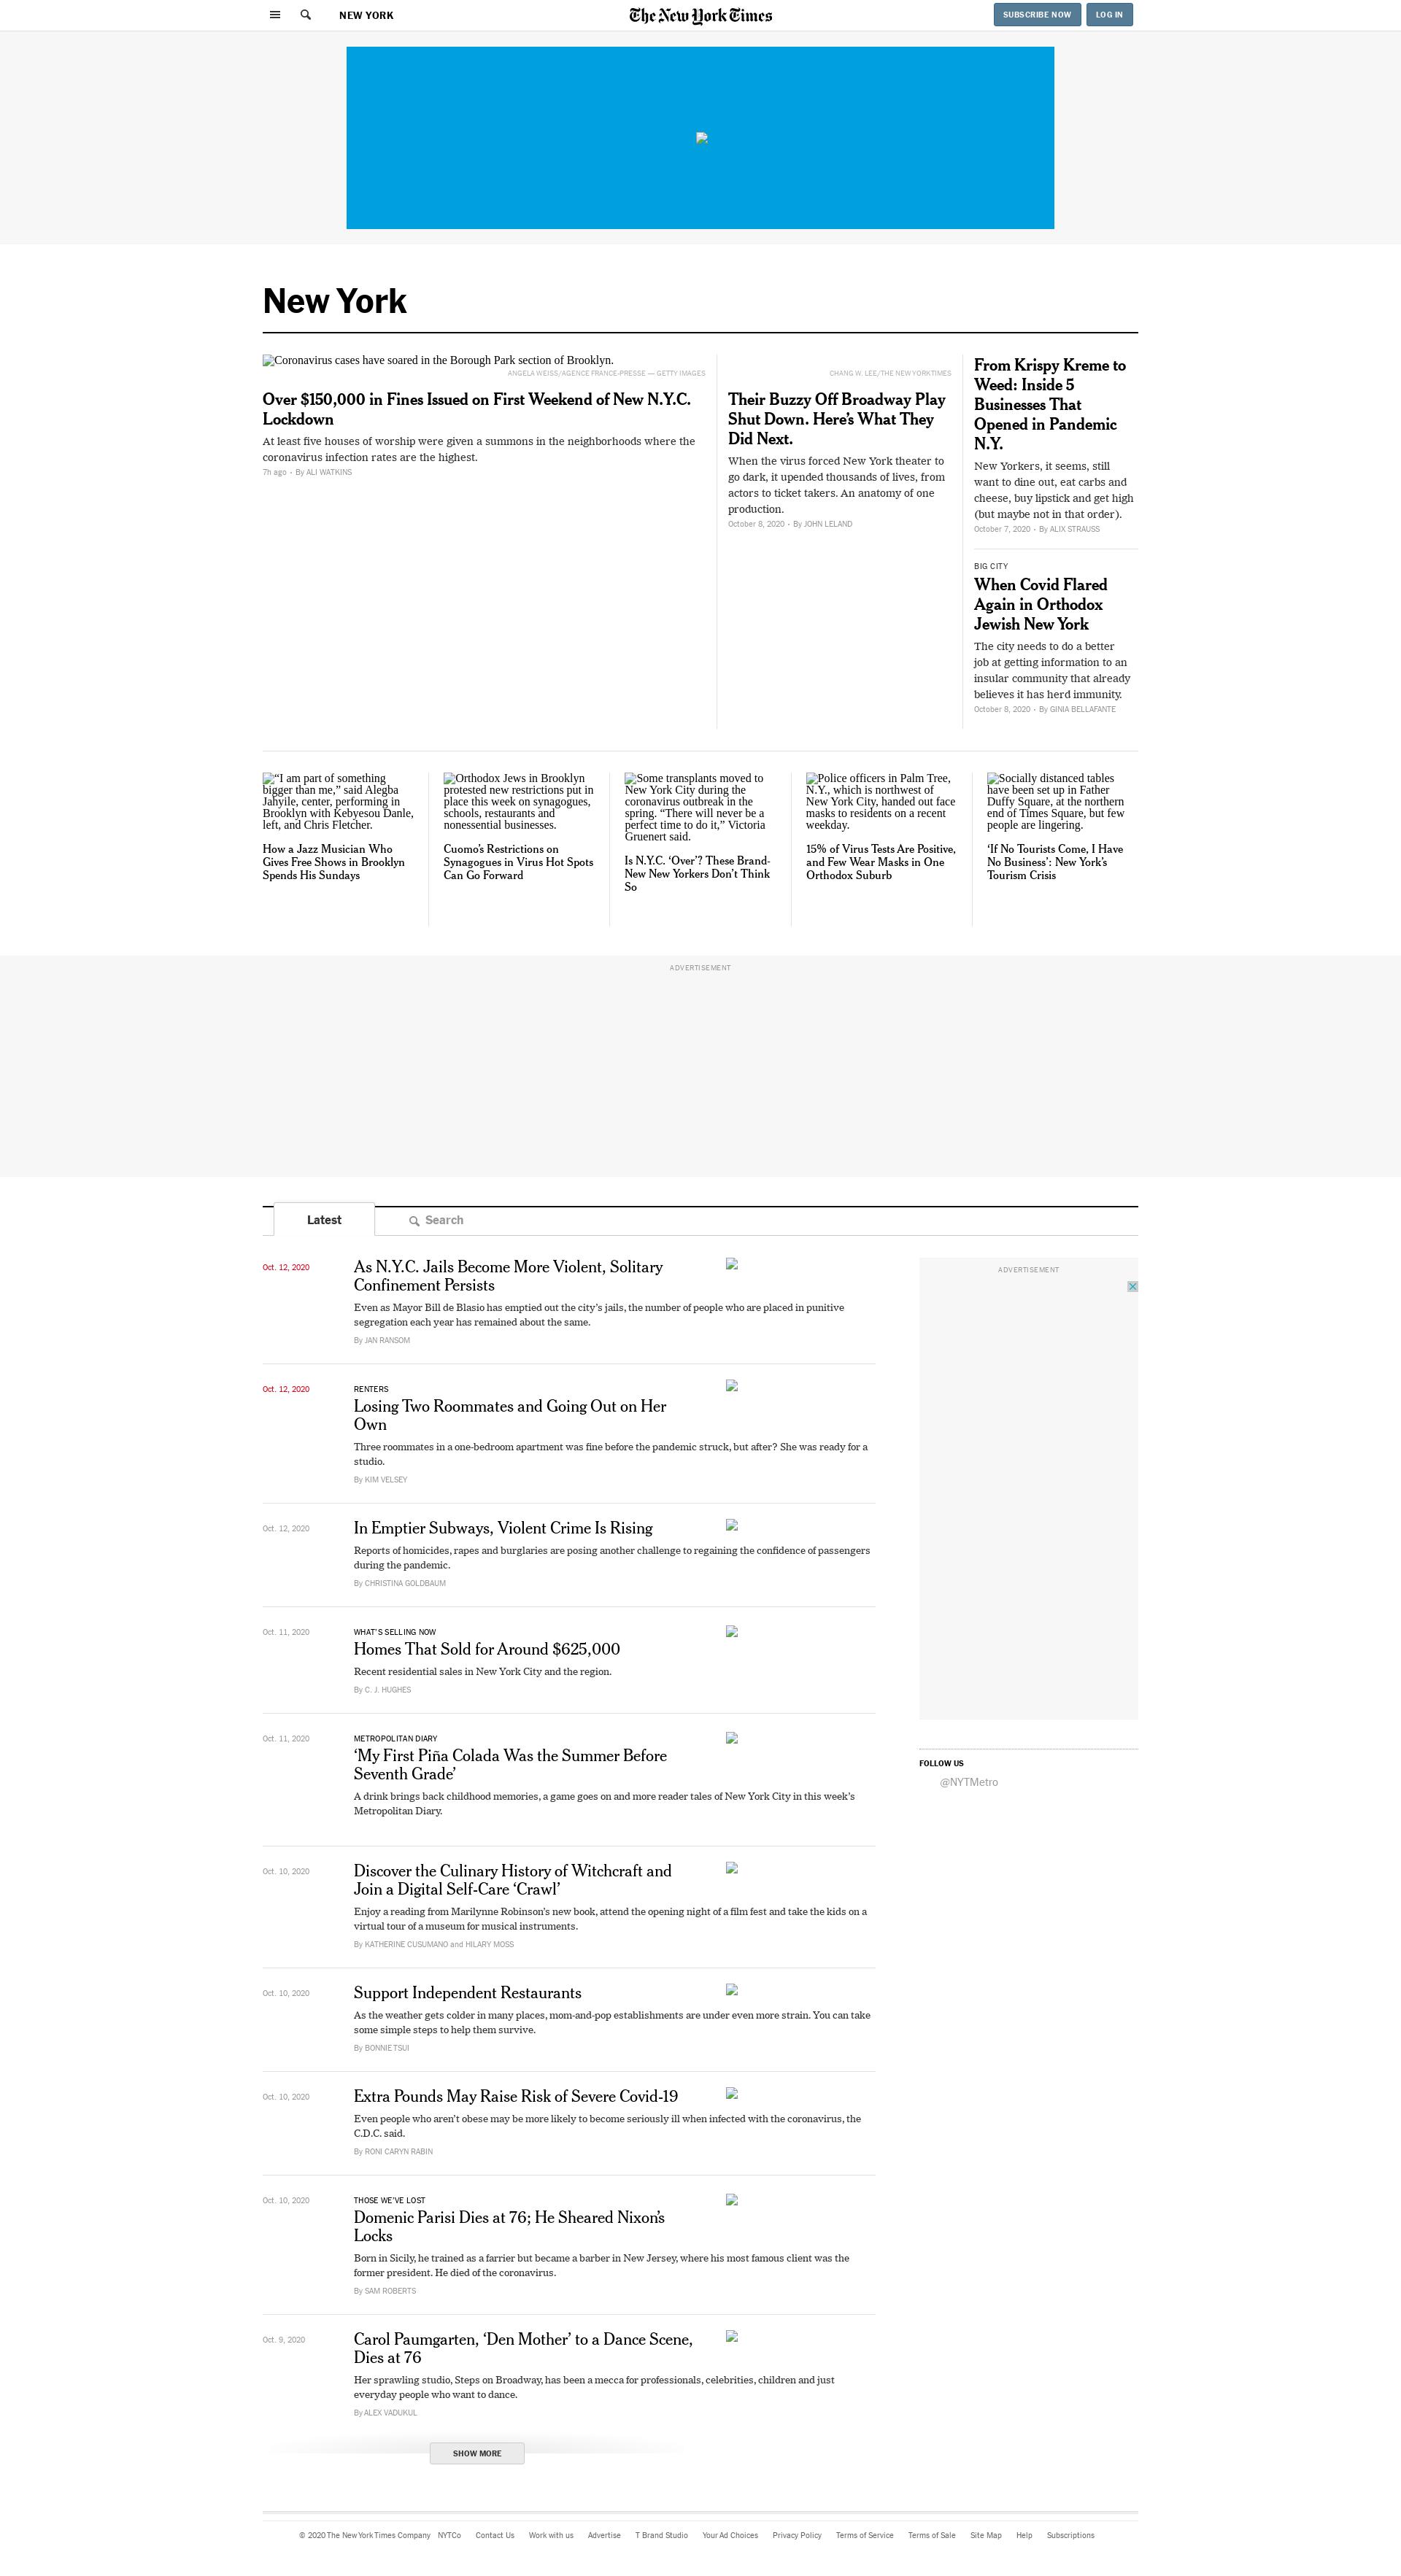 NEW YORK
The New York Times
SUBSCRIBE NOW
LOG IN
New York
Coronavirus cases have soared in the Borough Park section of Brooklyn.
ANGELA WEISS/AGENCE FRANCE-PRESSE — GETTY IMAGES
Over $150,000 in Fines Issued on First Weekend of New N.Y.C.
Lockdown
At least five houses of worship were given a summons in the neighborhoods where the
coronavirus infection rates are the highest.
7h ago • By ALI WATKINS
CHANG W. LEE/THE NEW YORK TIMES
Their Buzzy Off Broadway Play
Shut Down. Here’s What They
Did Next.
When the virus forced New York theater to
go dark, it upended thousands of lives, from
actors to ticket takers. An anatomy of one
production.
October 8, 2020 • By JOHN LELAND
From Krispy Kreme to
Weed: Inside 5
Businesses That
Opened in Pandemic
N.Y.
New Yorkers, it seems, still
want to dine out, eat carbs and
cheese, buy lipstick and get high
(but maybe not in that order).
October 7, 2020 • By ALIX STRAUSS
BIG CITY
When Covid Flared
Again in Orthodox
Jewish New York
The city needs to do a better
job at getting information to an
insular community that already
believes it has herd immunity.
October 8, 2020 • By GINIA BELLAFANTE
“I am part of something
bigger than me,” said Alegba
Jahyile, center, performing in
Brooklyn with Kebyesou Danle,
left, and Chris Fletcher.
How a Jazz Musician Who
Gives Free Shows in Brooklyn
Spends His Sundays
Orthodox Jews in Brooklyn
protested new restrictions put in
place this week on synagogues,
schools, restaurants and
nonessential businesses.
Cuomo’s Restrictions on
Synagogues in Virus Hot Spots
Can Go Forward
Some transplants moved to
New York City during the
coronavirus outbreak in the
spring. “There will never be a
perfect time to do it,” Victoria
Gruenert said.
Is N.Y.C. ‘Over’? These Brand-
New New Yorkers Don’t Think
So
Police officers in Palm Tree,
N.Y., which is northwest of
New York City, handed out face
masks to residents on a recent
weekday.
15% of Virus Tests Are Positive,
and Few Wear Masks in One
Orthodox Suburb
Socially distanced tables
have been set up in Father
Duffy Square, at the northern
end of Times Square, but few
people are lingering.
‘If No Tourists Come, I Have
No Business’: New York’s
Tourism Crisis
ADVERTISEMENT
Latest
Search
Oct. 12, 2020
As N.Y.C. Jails Become More Violent, Solitary
Confinement Persists
Even as Mayor Bill de Blasio has emptied out the city’s jails, the number of people who are placed in punitive
segregation each year has remained about the same.
By JAN RANSOM
ADVERTISEMENT
Oct. 12, 2020
RENTERS
Losing Two Roommates and Going Out on Her
Own
Three roommates in a one-bedroom apartment was fine before the pandemic struck, but after? She was ready for a
studio.
By KIM VELSEY
Oct. 12, 2020
In Emptier Subways, Violent Crime Is Rising
Reports of homicides, rapes and burglaries are posing another challenge to regaining the confidence of passengers
during the pandemic.
By CHRISTINA GOLDBAUM
Oct. 11, 2020
WHAT’S SELLING NOW
Homes That Sold for Around $625,000
Recent residential sales in New York City and the region.
By C. J. HUGHES
Oct. 11, 2020
METROPOLITAN DIARY
‘My First Piña Colada Was the Summer Before
Seventh Grade’
A drink brings back childhood memories, a game goes on and more reader tales of New York City in this week’s
Metropolitan Diary.
FOLLOW US
@NYTMetro
Oct. 10, 2020
Discover the Culinary History of Witchcraft and
Join a Digital Self-Care ‘Crawl’
Enjoy a reading from Marilynne Robinson’s new book, attend the opening night of a film fest and take the kids on a
virtual tour of a museum for musical instruments.
By KATHERINE CUSUMANO and HILARY MOSS
Oct. 10, 2020
Support Independent Restaurants
As the weather gets colder in many places, mom-and-pop establishments are under even more strain. You can take
some simple steps to help them survive.
By BONNIE TSUI
Oct. 10, 2020
Extra Pounds May Raise Risk of Severe Covid-19
Even people who aren’t obese may be more likely to become seriously ill when infected with the coronavirus, the
C.D.C. said.
By RONI CARYN RABIN
Oct. 10, 2020
THOSE WE’VE LOST
Domenic Parisi Dies at 76; He Sheared Nixon’s
Locks
Born in Sicily, he trained as a farrier but became a barber in New Jersey, where his most famous client was the
former president. He died of the coronavirus.
By SAM ROBERTS
Oct. 9, 2020
Carol Paumgarten, ‘Den Mother’ to a Dance Scene,
Dies at 76
Her sprawling studio, Steps on Broadway, has been a mecca for professionals, celebrities, children and just
everyday people who want to dance.
By ALEX VADUKUL
SHOW MORE
© 2020 The New York Times Company NYTCo Contact Us Work with us Advertise T Brand Studio Your Ad Choices Privacy Policy Terms of Service Terms of Sale Site Map Help Subscriptions